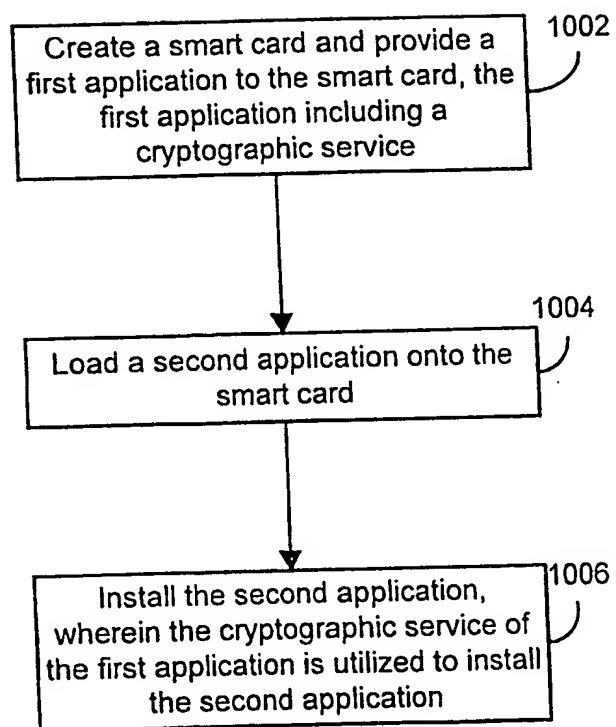 Create a smart card and provide a
first application to the smart card, the
first application including a
cryptographic service
1002
Load a second application onto the
smart card
1004
Install the second application,
wherein the cryptographic service of
the first application is utilized to install
the second application
1006